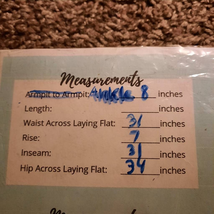 Measurements
Armpit to Armpit: Ankle 8 inches
Length: inches
Waist Across Laying Flat: 31 inches
Rise: 7 inches
Inseam: 31 inches
Hip Across Laying Flat: 34 inches